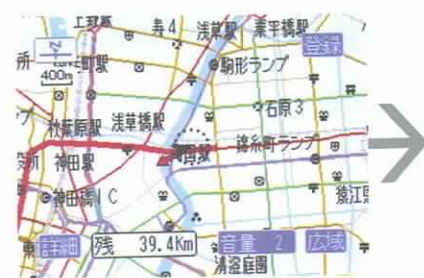 寿4
浅草駅
業平橋駅
登録
400m
町駅
駒形ランプ
石原3
秋葉原駅
浅草橋駅
両国駅
錦糸町ランプ
神田駅
神田橋IC
猿江
詳細
残 39.4Km
音量 2
広域
清澄庭園